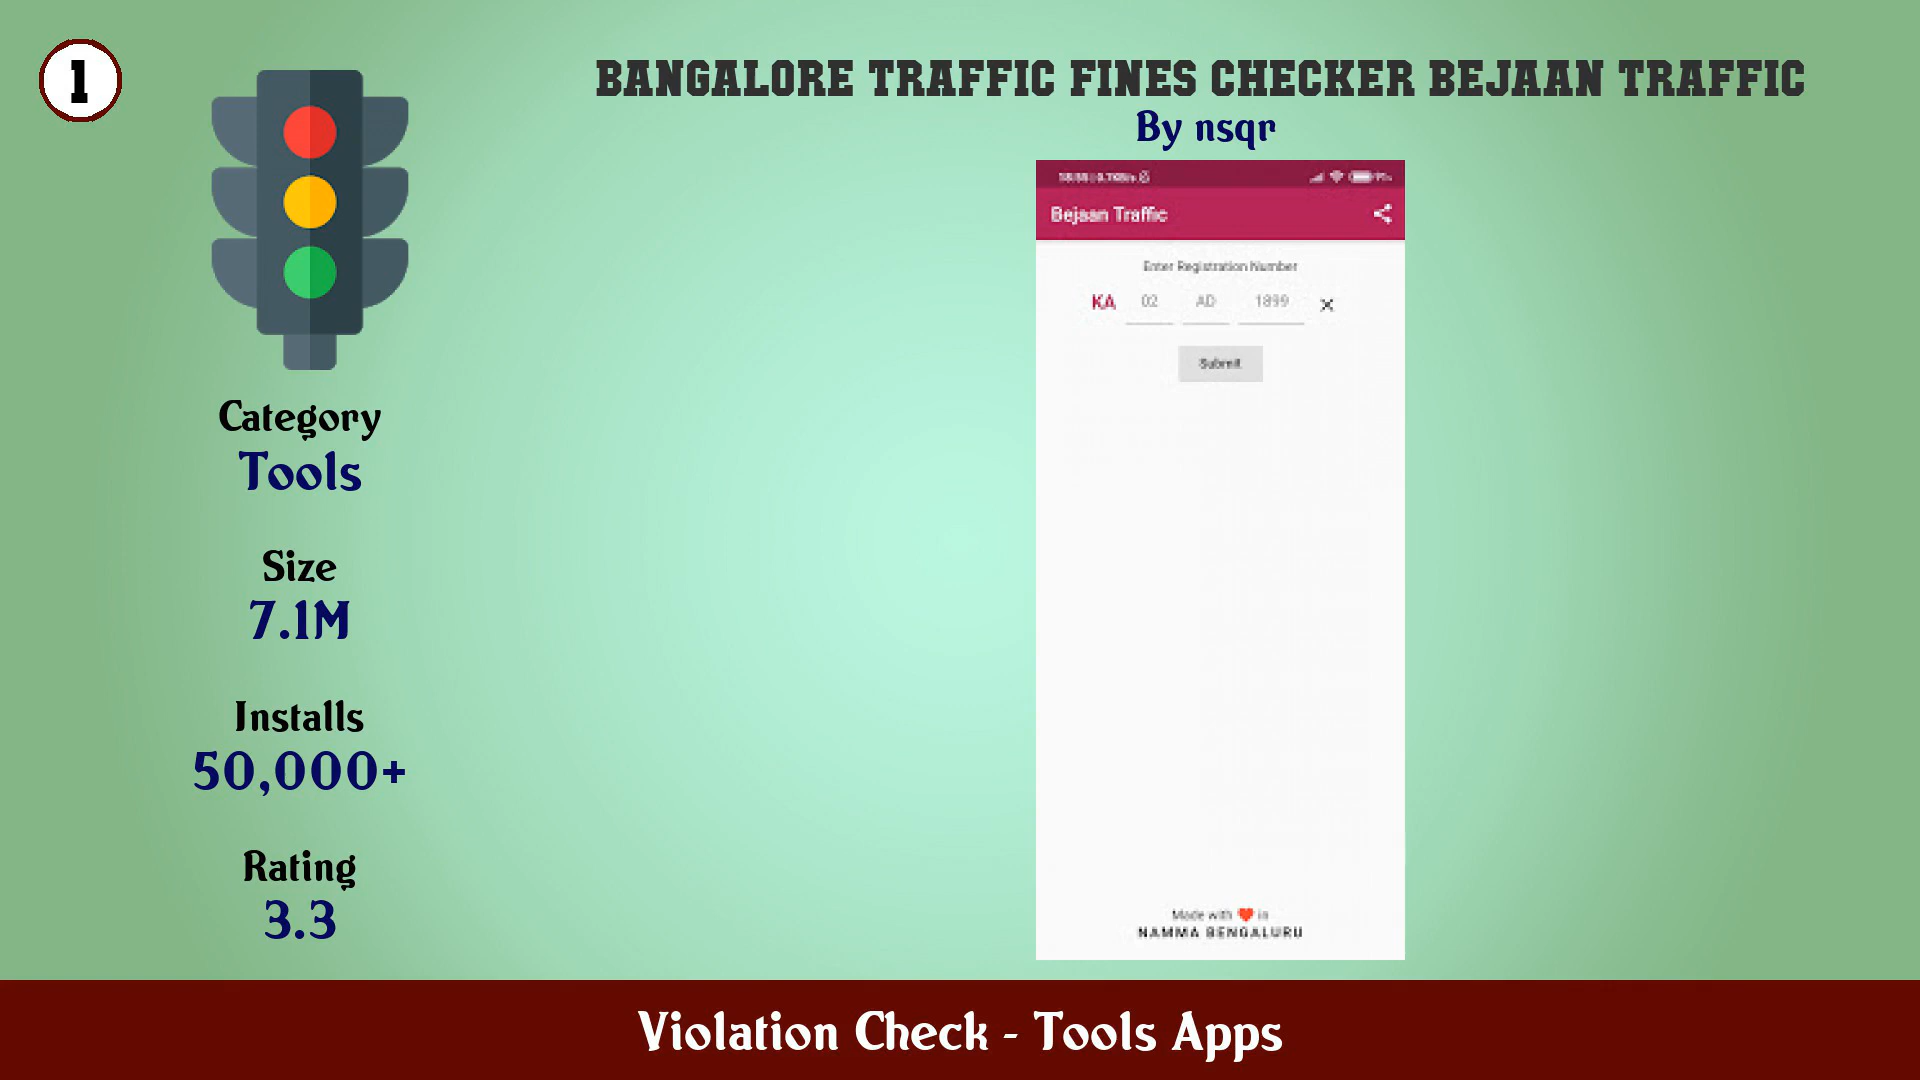 1
BANGALORE TRAFFIC FINES CHECKER BEJAAN TRAFFIC
By nsqr
Category
Tools
Size
7.1M
Installs
50,000+
Rating
3.3
Bejaan Traffic
Enter Registration Number
KA 02 AD 1899
Submit
Made with ❤ in
NAMMA BENGALURU
Violation Check - Tools Apps